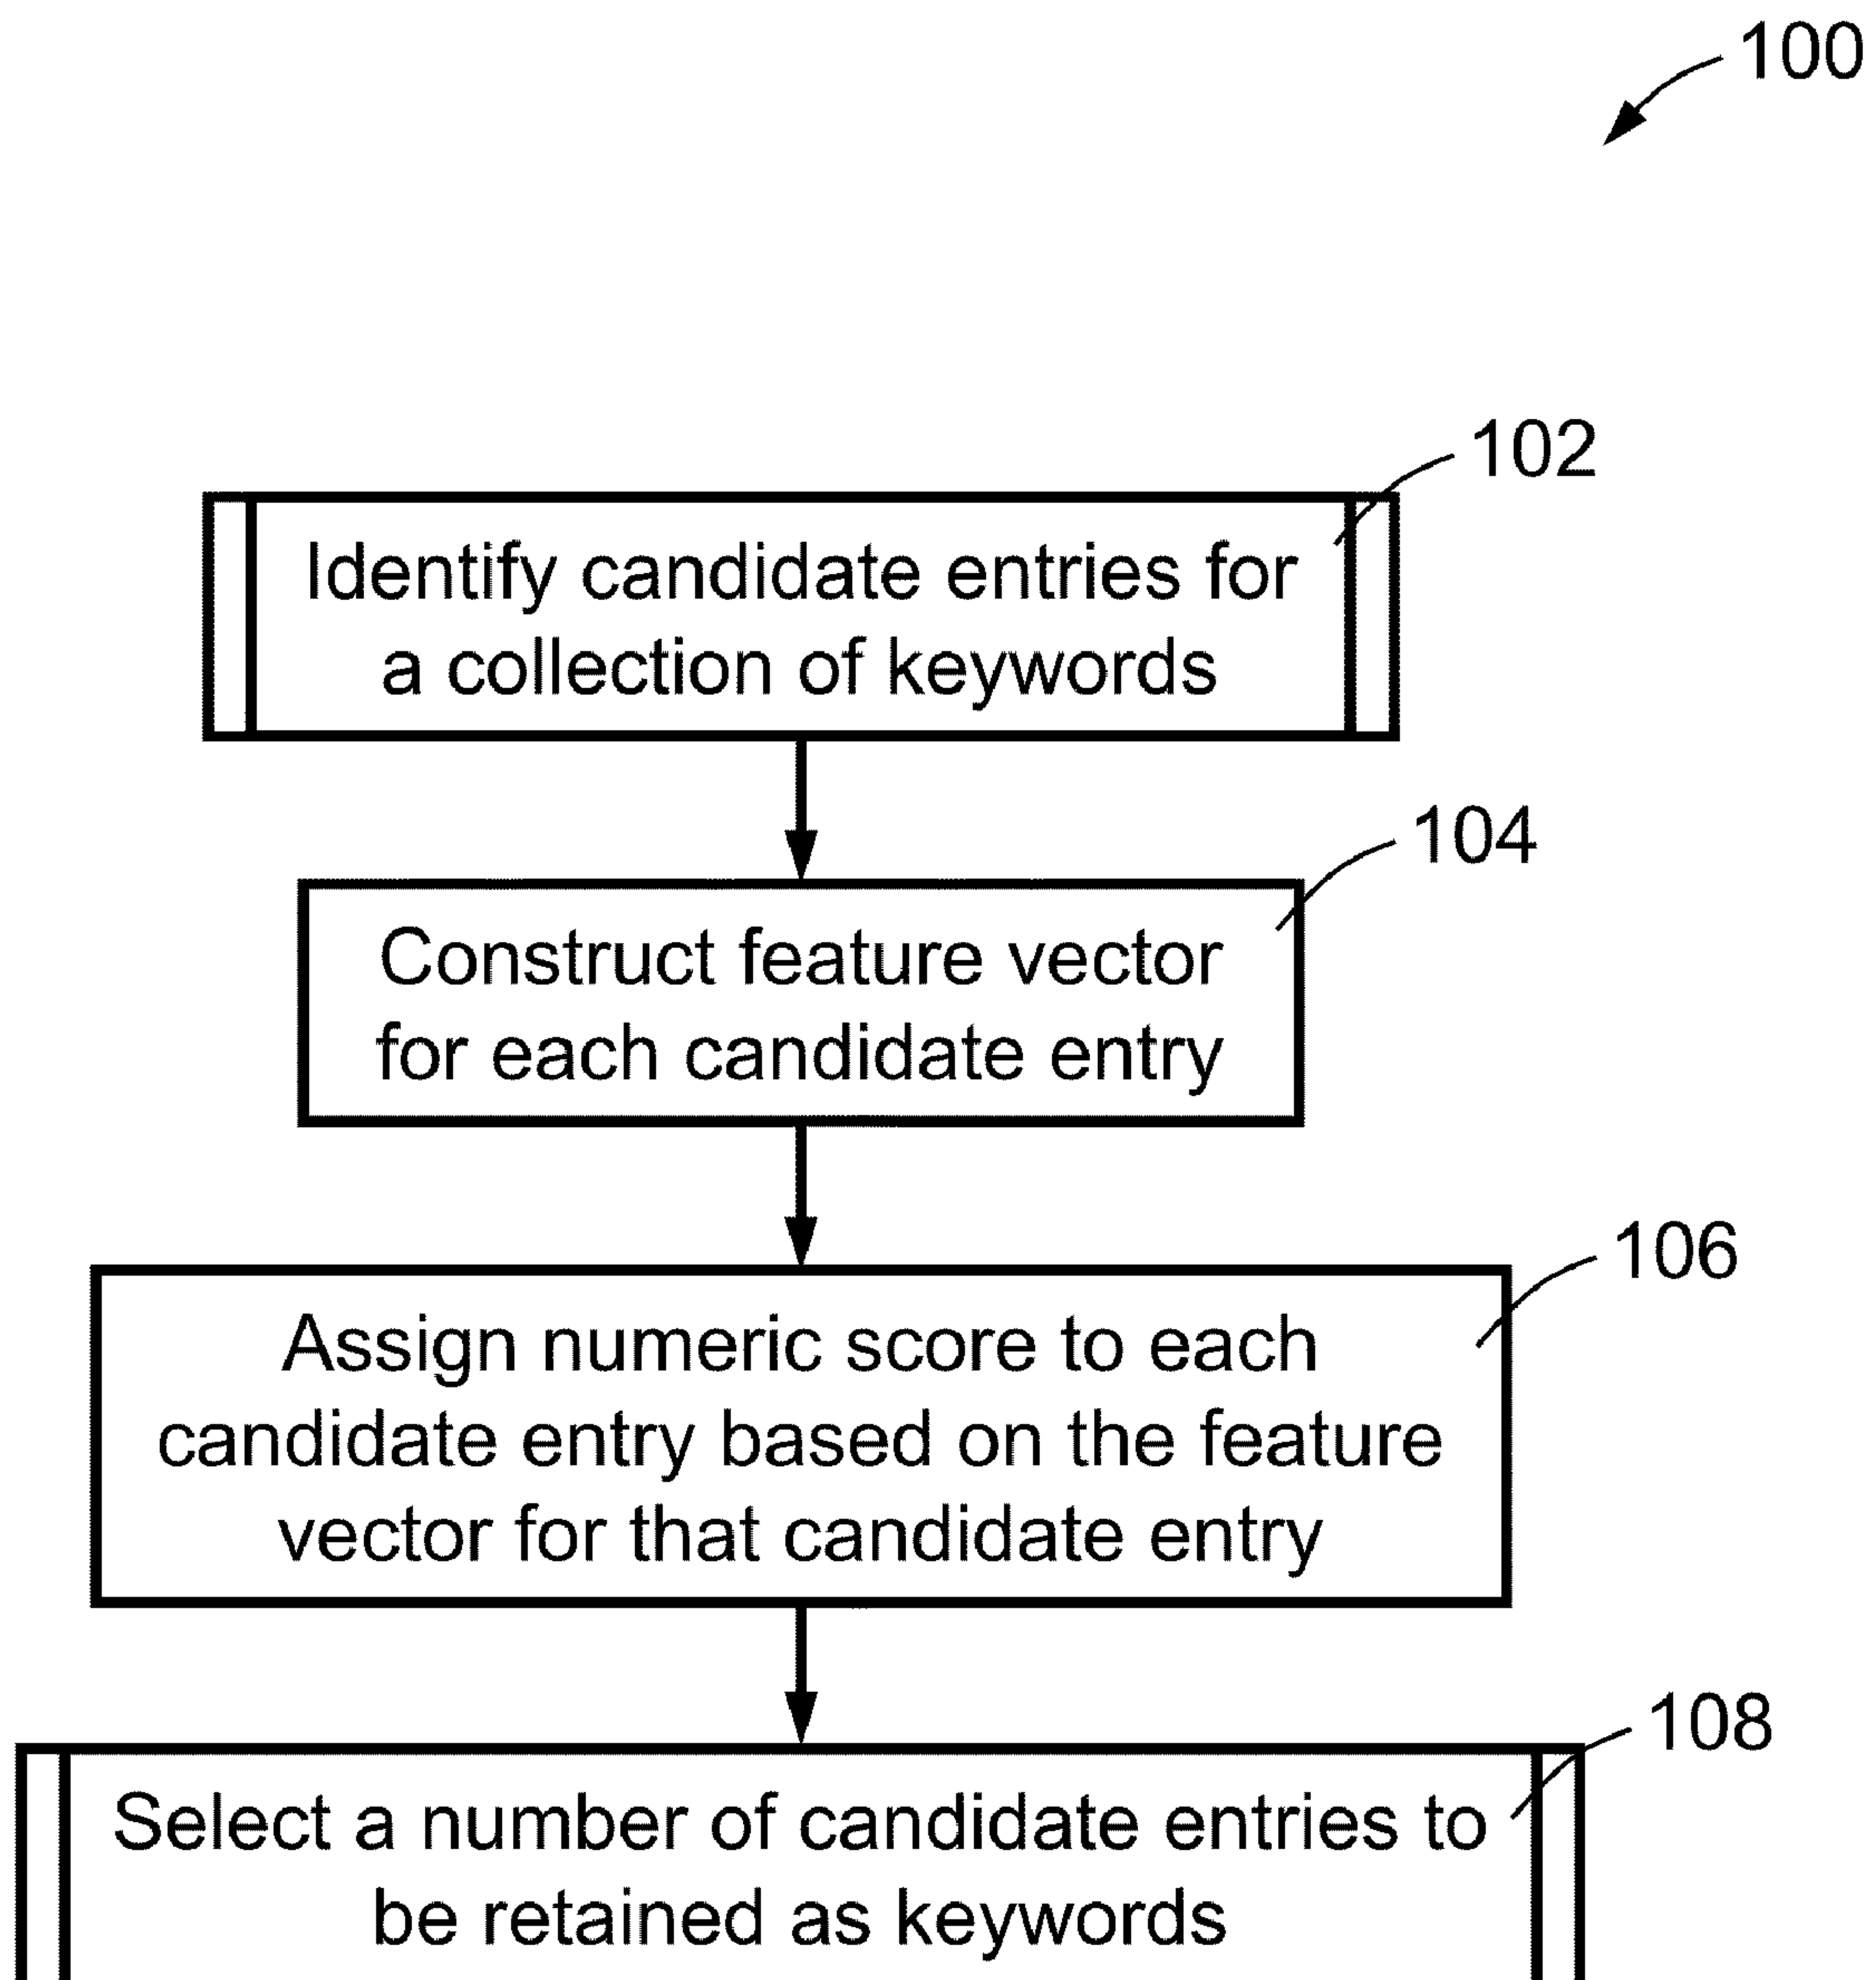 100
102
Identify candidate entries for
a collection of keywords
104
Construct feature vector
for each candidate entry
106
Assign numeric score to each
candidate entry based on the feature
vector for that candidate entry
108
Select a number of candidate entries to
be retained as keywords